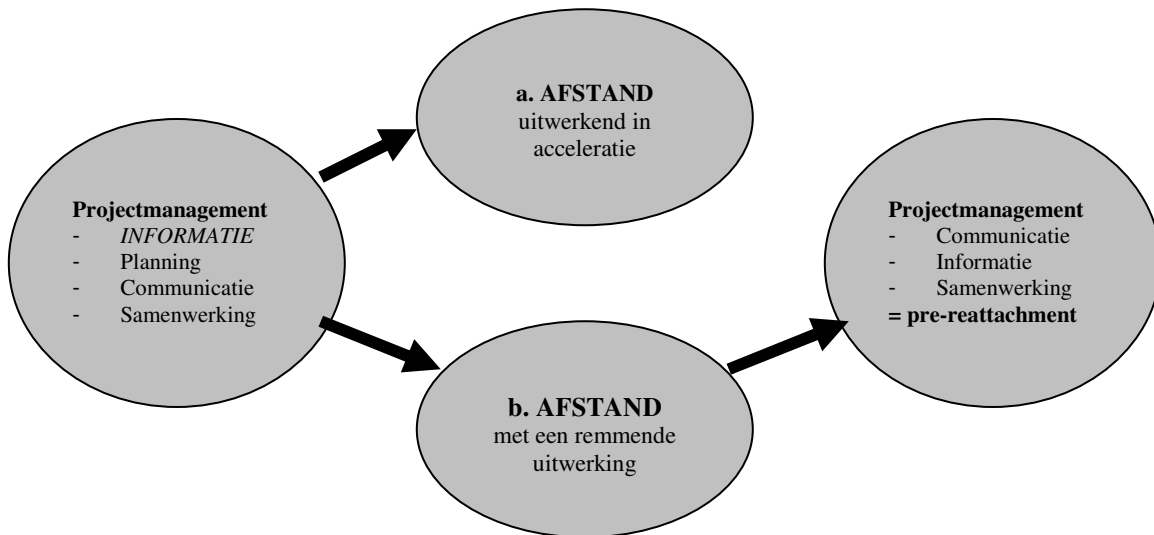 Projectmanagement
- INFORMATIE
- Planning
- Communicatie
- Samenwerking
a. AFSTAND
uitwerkend in
acceleratie
b. AFSTAND
met een remmende
uitwerking
Projectmanagement
- Communicatie
- Informatie
- Samenwerking
= pre-reattachment